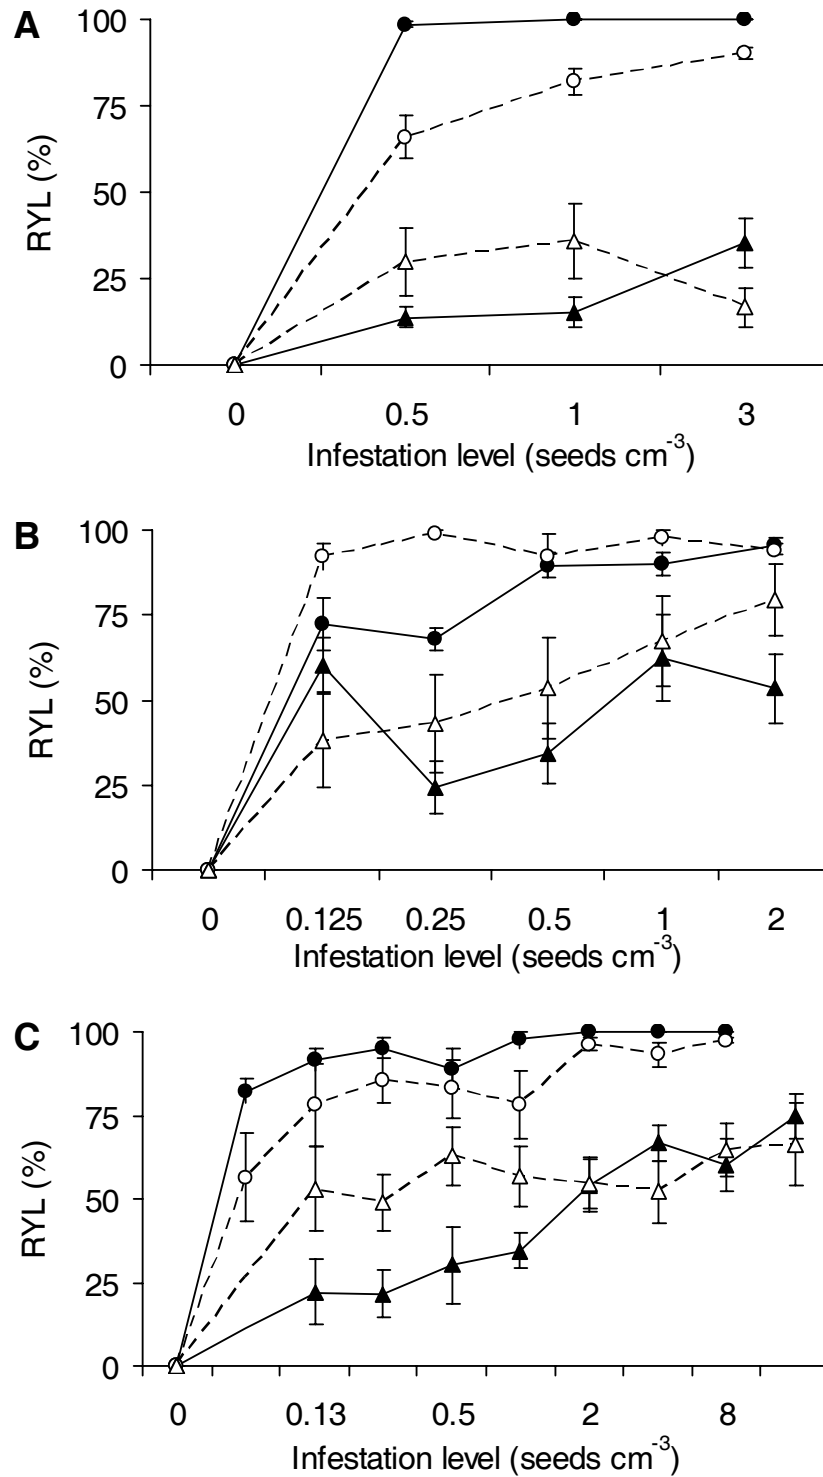 A
100
75
50
25
0
RYL (%)
0 0.5 1 3
Infestation level (seeds cm-3)
B
100
75
50
25
0
RYL (%)
0 0.125 0.25 0.5 1 2
Infestation level (seeds cm-3)
C
100
75
50
25
0
RYL (%)
0 0.13 0.5 2 8
Infestation level (seeds cm-3)